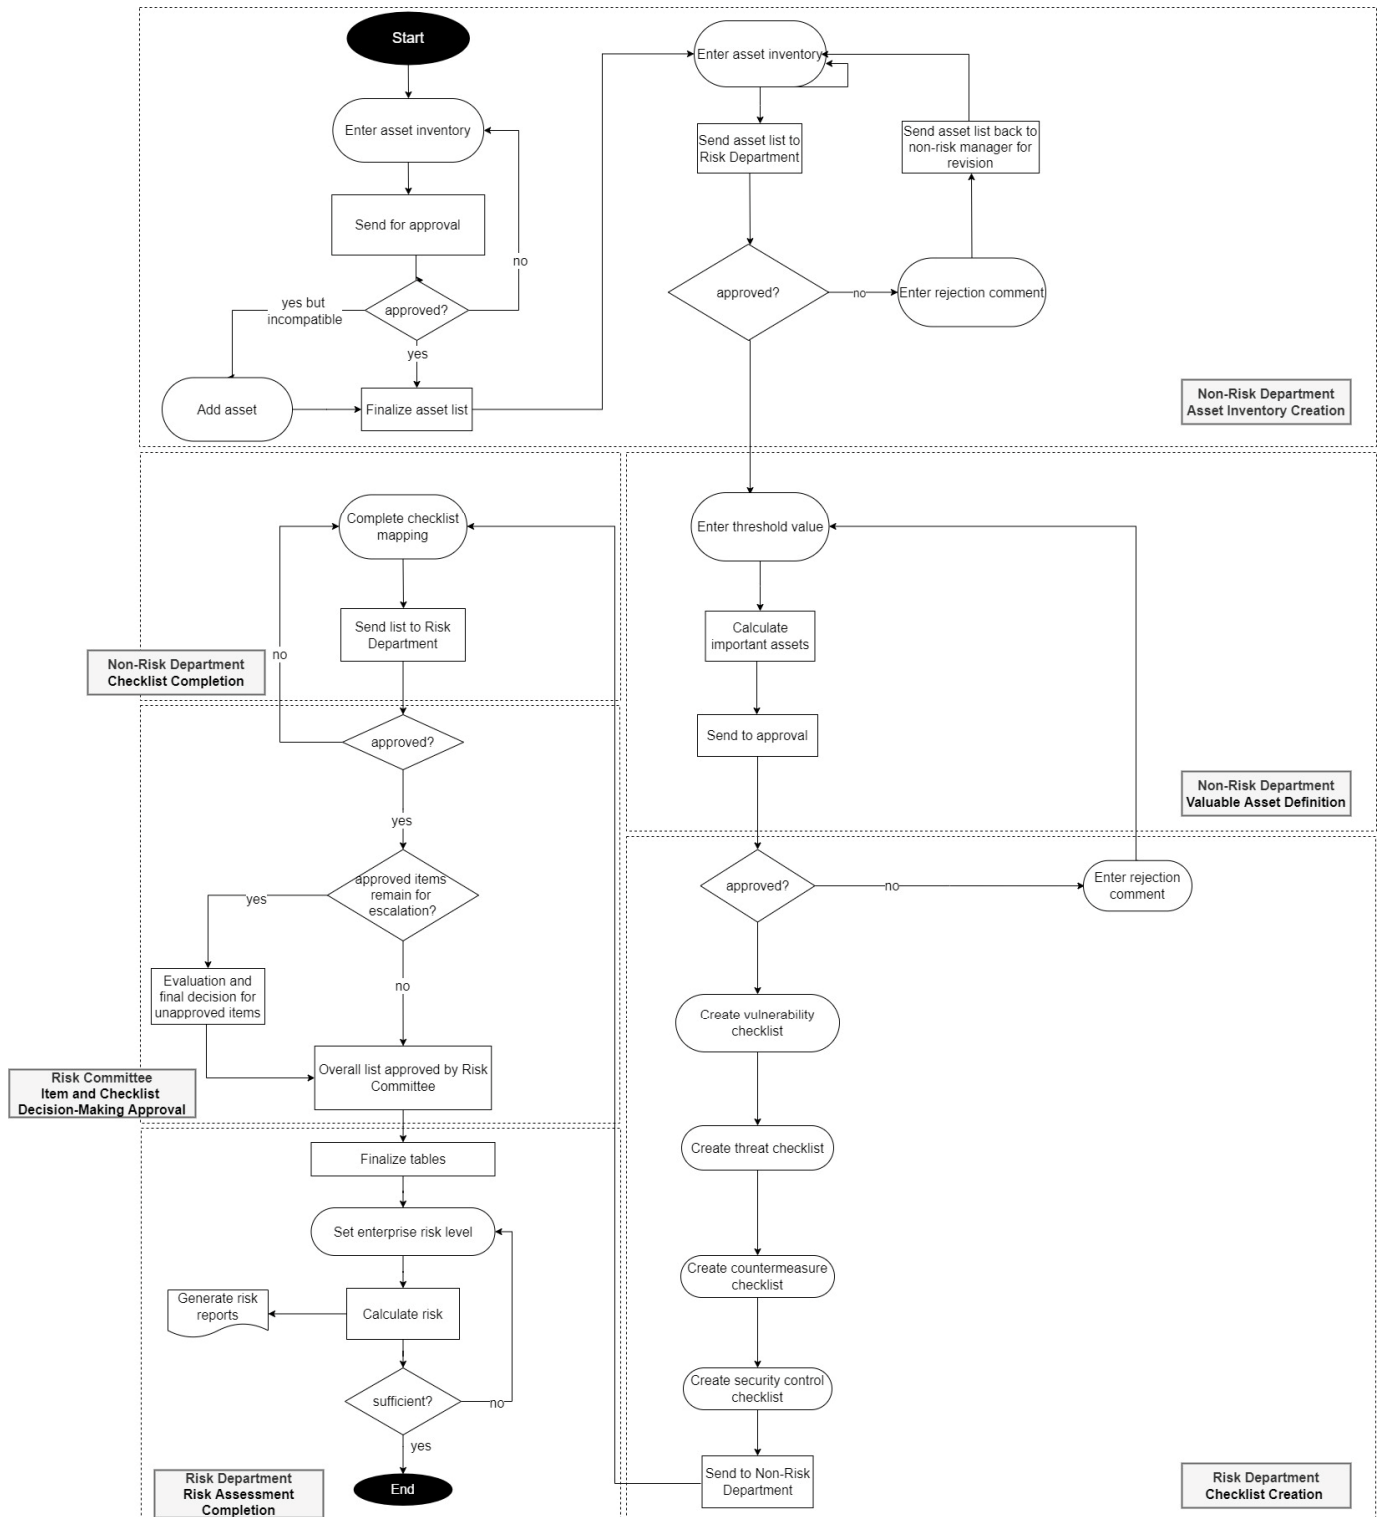 Start
Enter asset inventory
Send for approval
no
yes but
incompatible
approved?
yes
Add asset
Finalize asset list
Enter asset inventory
Send asset list to
Risk Department
Send asset list back to
non-risk manager for
revision
approved?
no
Enter rejection comment
Non-Risk Department
Asset Inventory Creation
Complete checklist
mapping
Send list to Risk
Department
no
Non-Risk Department
Checklist Completion
Enter threshold value
Calculate
important assets
Send to approval
Non-Risk Department
Valuable Asset Definition
approved?
yes
approved items
remain for
escalation?
yes
no
Evaluation and
final decision for
unapproved items
Overall list approved by Risk
Committee
Risk Committee
Item and Checklist
Decision-Making Approval
approved?
no
Enter rejection
comment
Create vulnerability
checklist
Create threat checklist
Create countermeasure
checklist
Create security control
checklist
Send to Non-Risk
Department
Risk Department
Checklist Creation
Finalize tables
Set enterprise risk level
Generate risk
reports
Calculate risk
sufficient?
no
yes
End
Risk Department
Risk Assessment
Completion